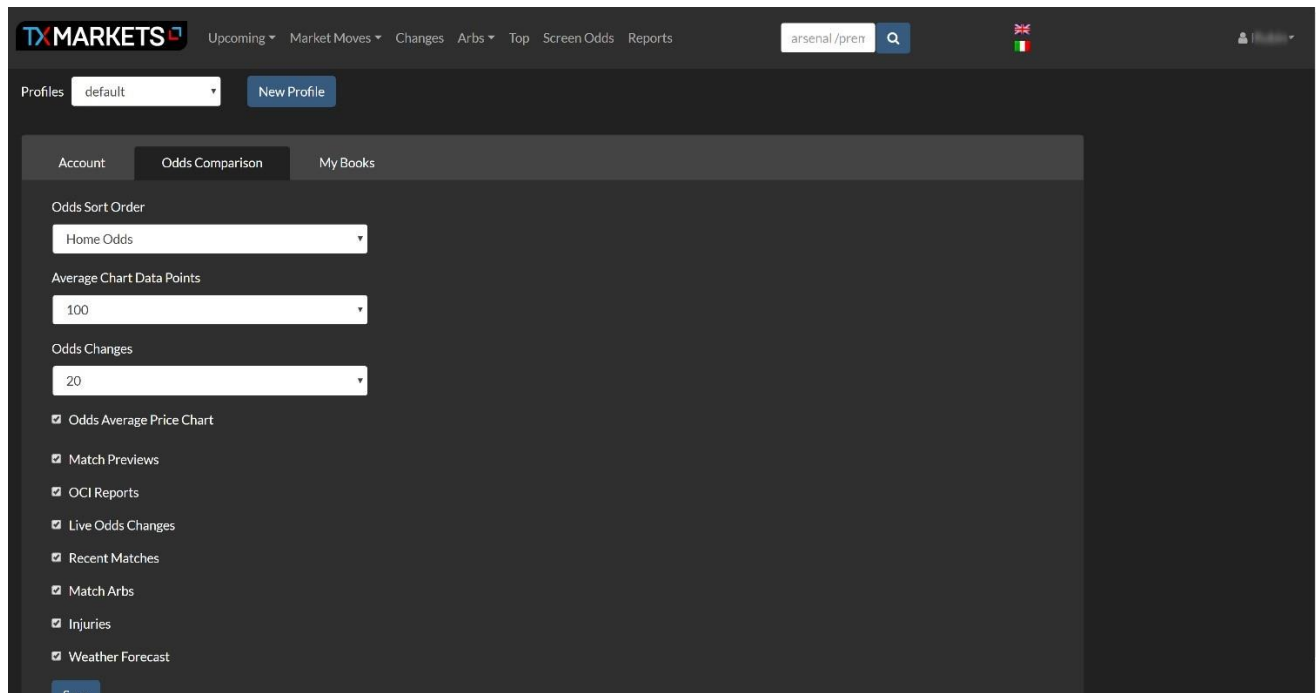 TXMARKETS Upcoming Market Moves Changes Arbs Top Screen Odds Reports arsenal /prem
Profiles default New Profile
Account Odds Comparison My Books
Odds Sort Order
Home Odds
Average Chart Data Points
100
Odds Changes
20
Odds Average Price Chart
Match Previews
OCI Reports
Live Odds Changes
Recent Matches
Match Arbs
Injuries
Weather Forecast